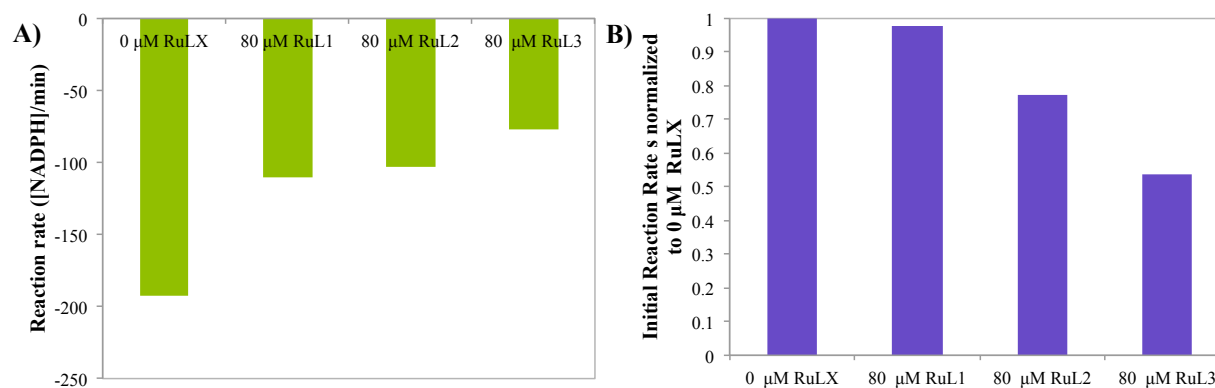 A)
0 μM RuLX 80 μM RuL1 80 μM RuL2 80 μM RuL3
Reaction rate ([NADPH]/min)
0
-50
-100
-150
-200
-250
B)
Initial Reaction Rate s normalized
to 0 μM RuLX
1
0.9
0.8
0.7
0.6
0.5
0.4
0.3
0.2
0.1
0
0 μM RuLX 80 μM RuL1 80 μM RuL2 80 μM RuL3